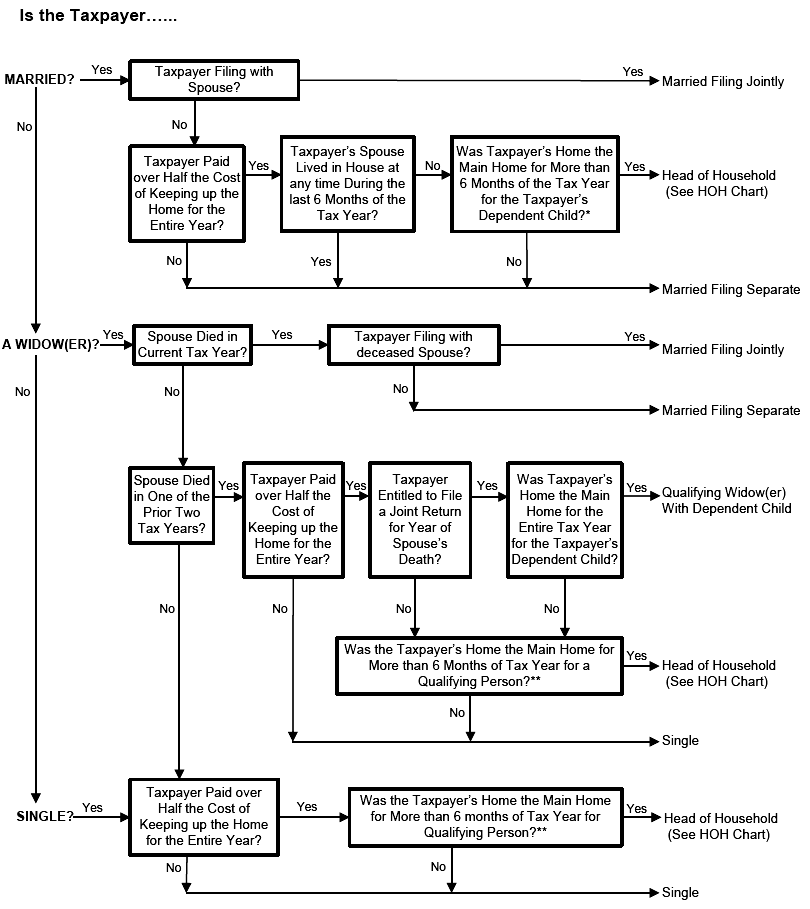 Is the Taxpayer......
MARRIED?
Yes
Taxpayer Filing with
Spouse?
Yes
Married Filing Jointly
No
No
Taxpayer Paid
over Half the Cost
of Keeping up the
Home for the
Entire Year?
Yes
Taxpayer's Spouse
Lived in House at
any time During the
last 6 Months of the
Tax Year?
No
Was Taxpayer's Home the
Main Home for More than
6 Months of the Tax Year
for the Taxpayer's
Dependent Child?*
Yes
Head of Household
(See HOH Chart)
No
Yes
No
Married Filing Separate
A WIDOW(ER)?
Yes
Spouse Died in
Current Tax Year?
Yes
Taxpayer Filing with
deceased Spouse?
Yes
Married Filing Jointly
No
No
No
Married Filing Separate
Spouse Died
in One of the
Prior Two
Tax Years?
Yes
Taxpayer Paid
over Half the
Cost of
Keeping up the
Home for the
Entire Year?
Yes
Taxpayer
Entitled to File
a Joint Return
for Year of
Spouse's
Death?
Yes
Was Taxpayer's
Home the Main
Home for the
Entire Tax Year
for the Taxpayer's
Dependent Child?
Yes
Qualifying Widow(er)
With Dependent Child
No
No
No
No
Was the Taxpayer's Home the Main Home for
More than 6 Months of Tax Year for a
Qualifying Person?**
Yes
Head of Household
(See HOH Chart)
No
Single
SINGLE?
Yes
Taxpayer Paid over
Half the Cost of
Keeping up the Home
for the Entire Year?
Yes
Was the Taxpayer's Home the Main Home
for More than 6 months of Tax Year for
Qualifying Person?**
Yes
Head of Household
(See HOH Chart)
No
No
Single